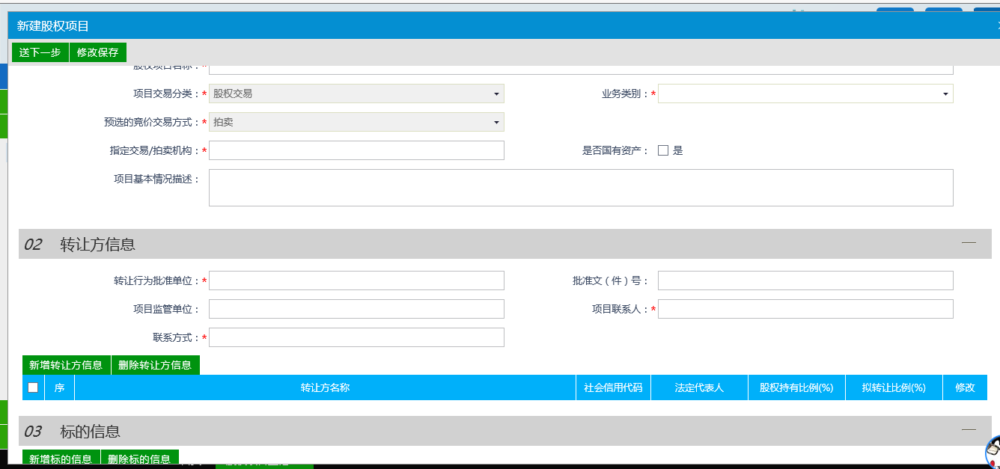 新建股权项目
送下一步 修改保存
股权项目名称：*
项目交易分类：* 股权交易 业务类别：*
预选的竞价交易方式：* 拍卖
指定交易/拍卖机构：* 是否国有资产： 是
项目基本情况描述：
02 转让方信息
转让行为批准单位：* 批准文（件）号：
项目监管单位： 项目联系人：*
联系方式：*
新增转让方信息 删除转让方信息
序 转让方名称 社会信用代码 法定代表人 股权持有比例(%) 拟转让比例(%) 修改
03 标的信息
新增标的信息 删除标的信息